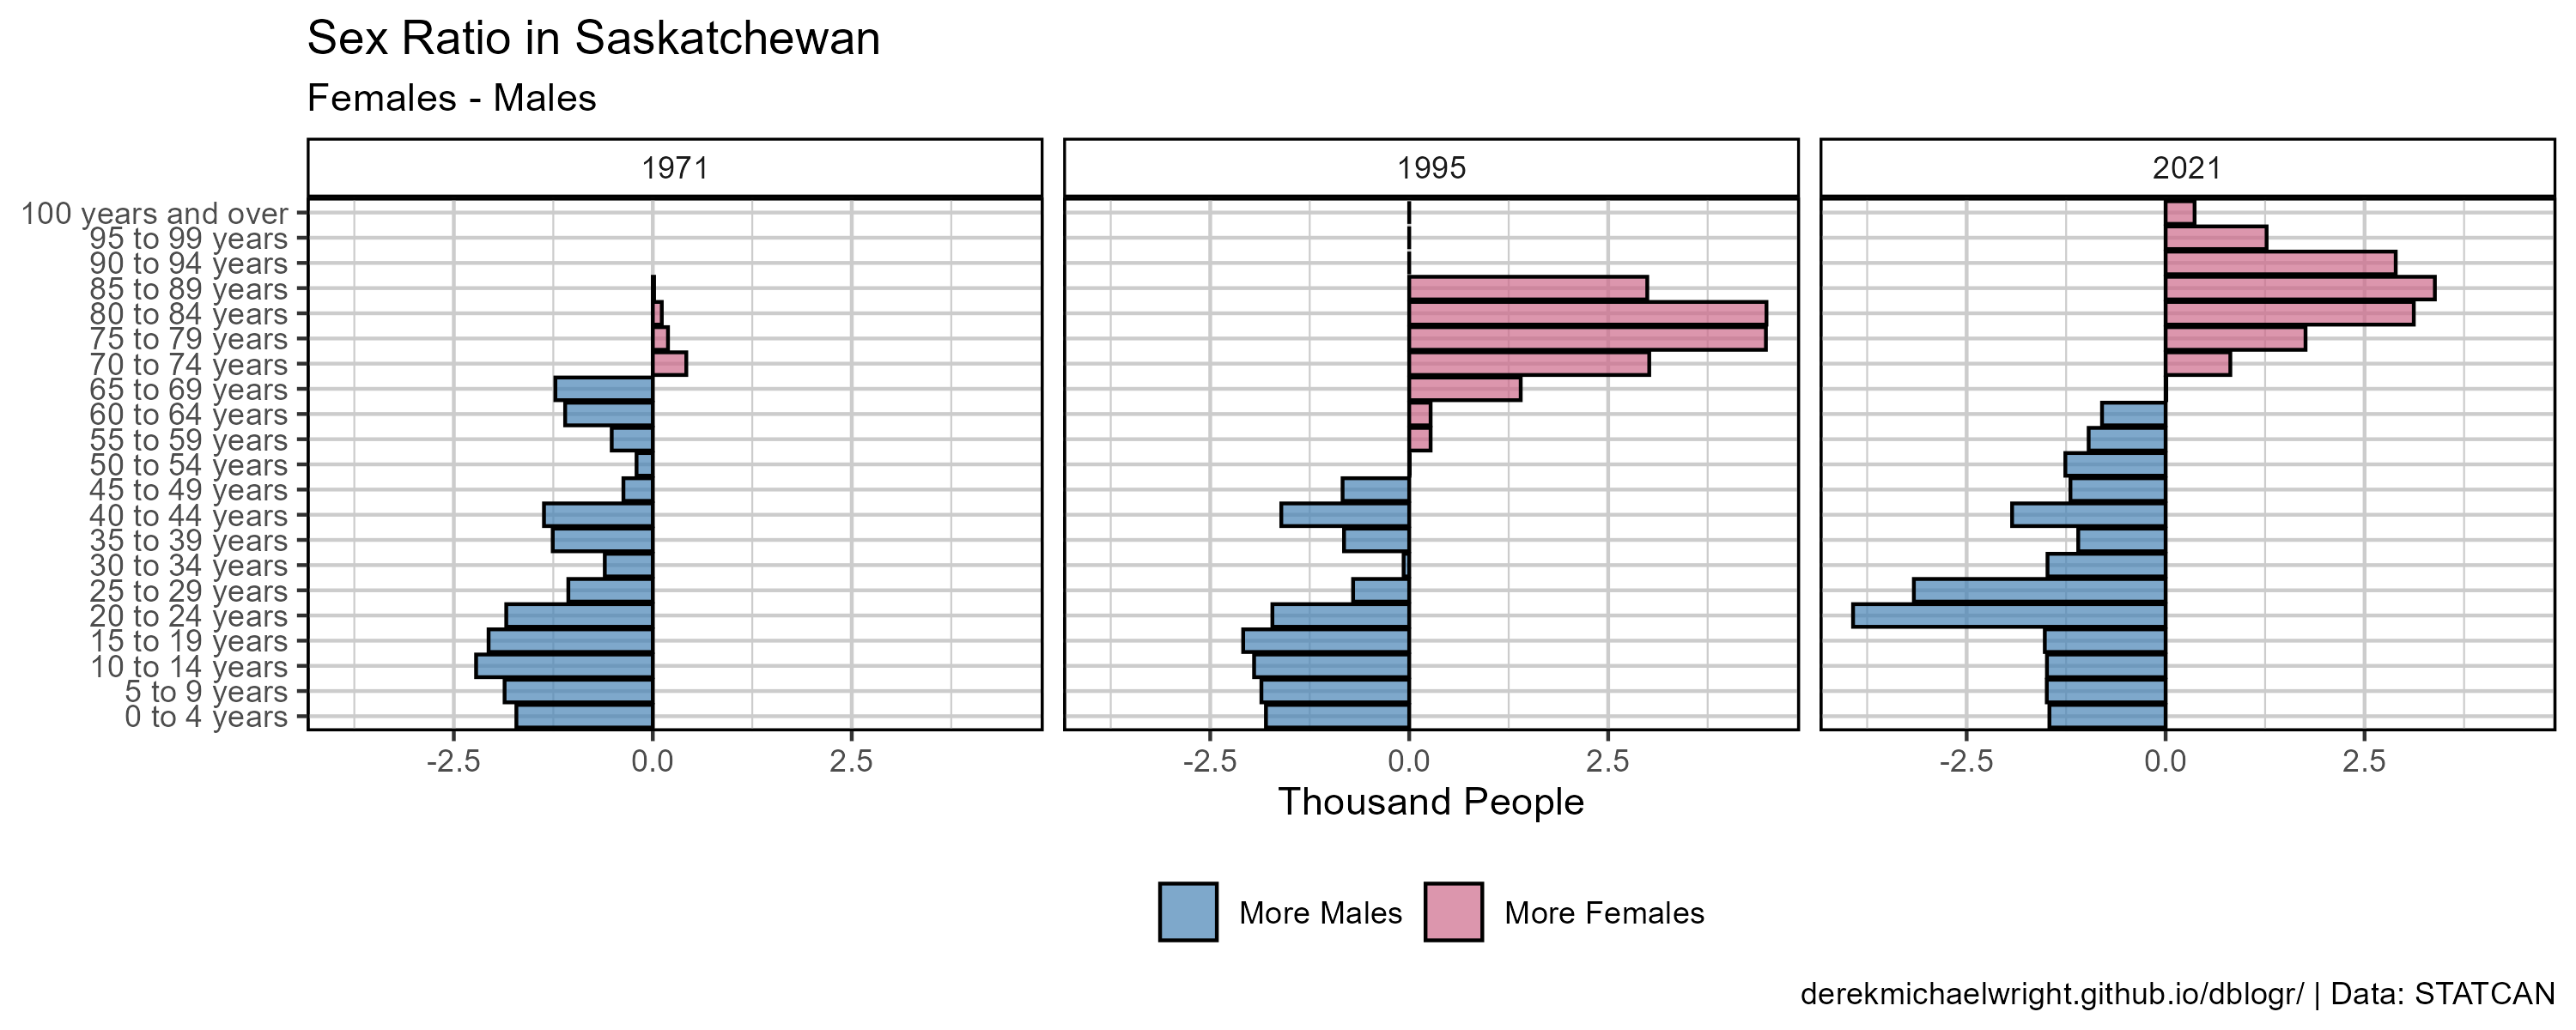 Sex Ratio in Saskatchewan
Females - Males
1971
1995
2021
100 years and over
95 to 99 years
90 to 94 years
85 to 89 years
80 to 84 years
75 to 79 years
70 to 74 years
65 to 69 years
60 to 64 years
55 to 59 years
50 to 54 years
45 to 49 years
40 to 44 years
35 to 39 years
30 to 34 years
25 to 29 years
20 to 24 years
15 to 19 years
10 to 14 years
5 to 9 years
0 to 4 years
-2.5 0.0 2.5
-2.5 0.0 2.5
-2.5 0.0 2.5
Thousand People
More Males
More Females
derekmichaelwright.github.io/dblogr/ | Data: STATCAN